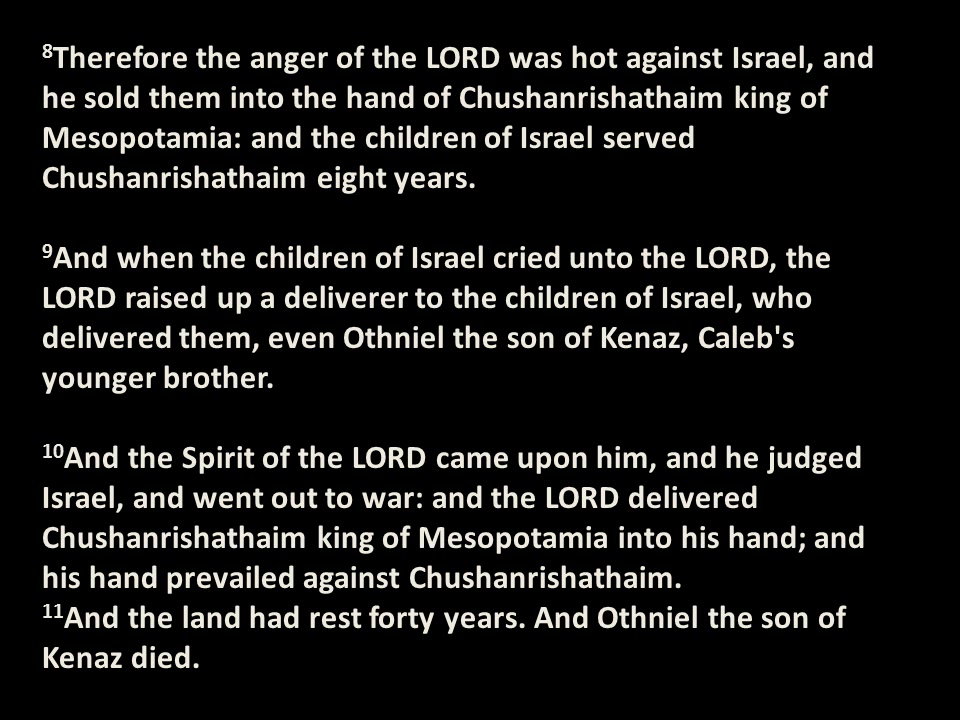 8Therefore the anger of the LORD was hot against Israel, and
he sold them into the hand of Chushanrishathaim king of
Mesopotamia: and the children of Israel served
Chushanrishathaim eight years.
9And when the children of Israel cried unto the LORD, the
LORD raised up a deliverer to the children of Israel, who
delivered them, even Othniel the son of Kenaz, Caleb's
younger brother.
10And the Spirit of the LORD came upon him, and he judged
Israel, and went out to war: and the LORD delivered
Chushanrishathaim king of Mesopotamia into his hand; and
his hand prevailed against Chushanrishathaim.
11And the land had rest forty years. And Othniel the son of
Kenaz died.